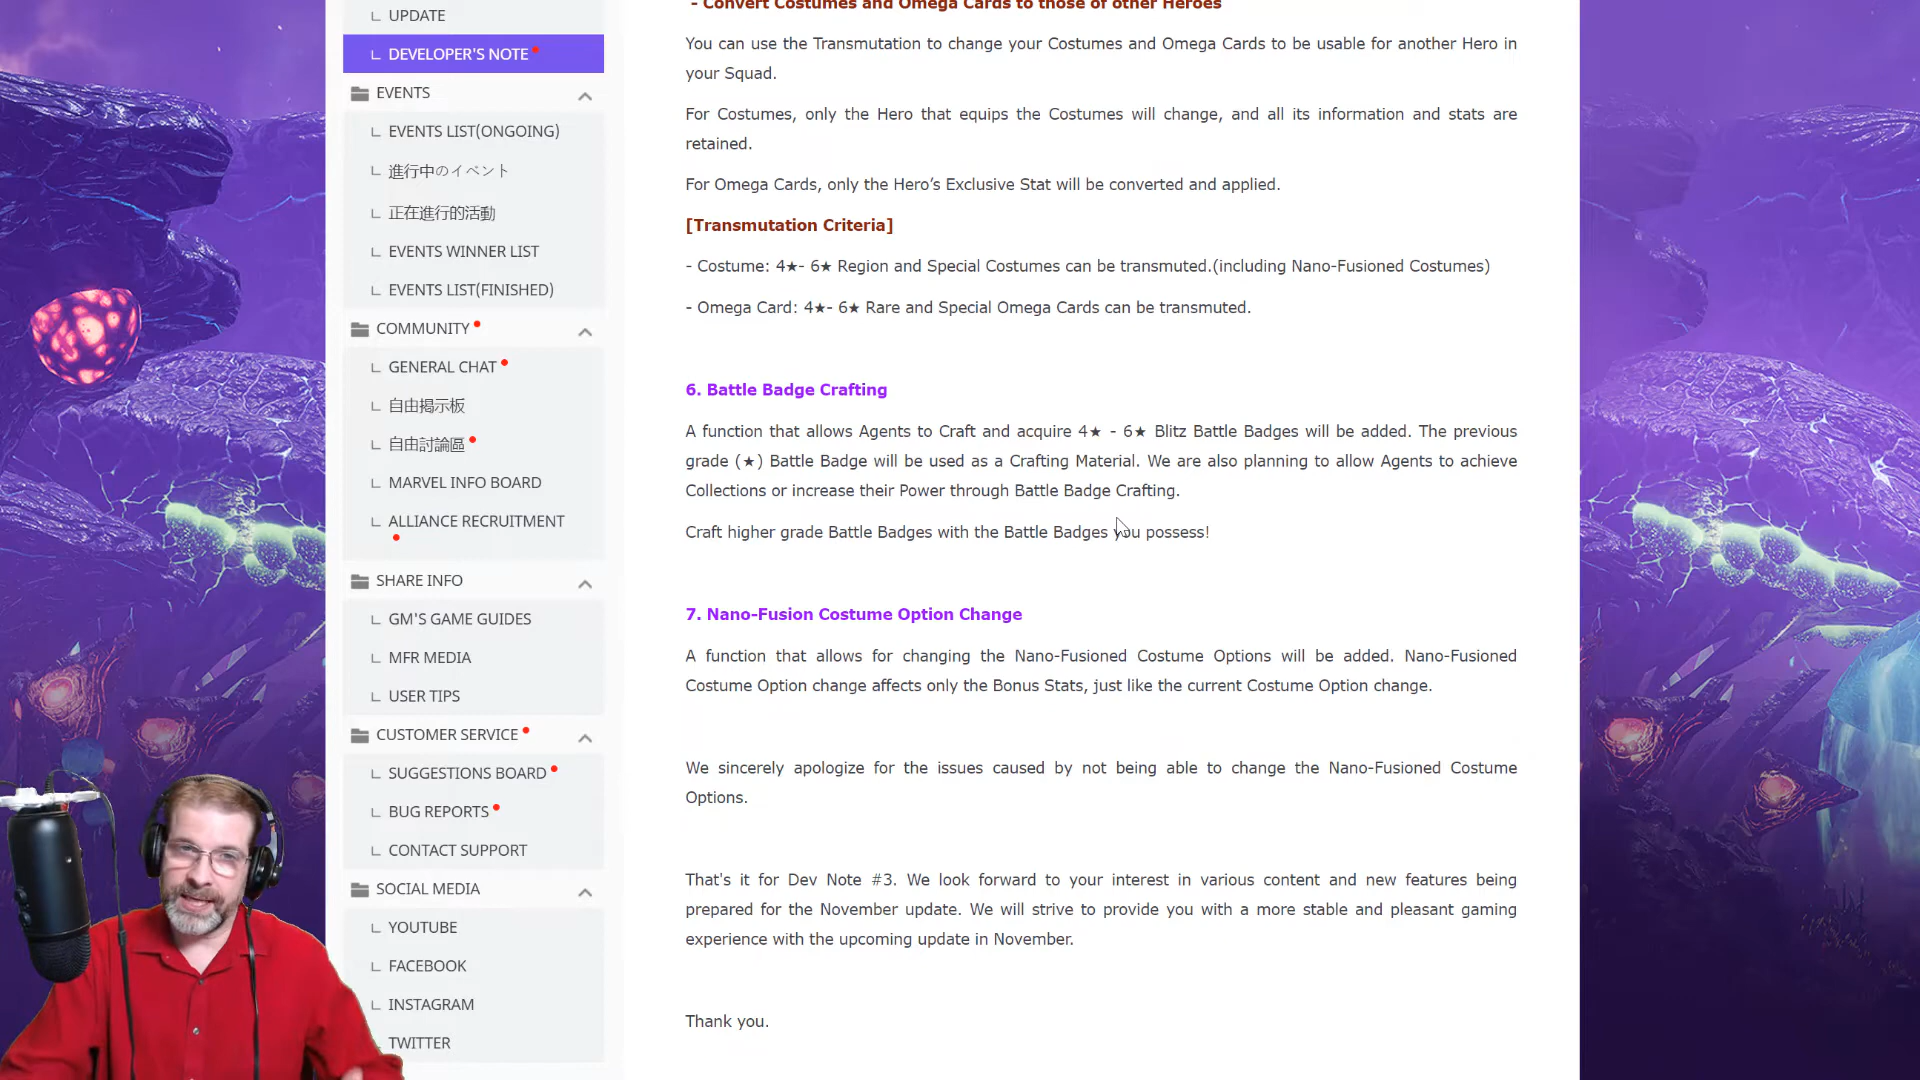 UPDATE
DEVELOPER'S NOTE
EVENTS
EVENTS LIST(ONGOING)
進行中のイベント
正在進行的活動
EVENTS WINNER LIST
EVENTS LIST(FINISHED)
COMMUNITY
GENERAL CHAT
自由掲示板
自由討論區
MARVEL INFO BOARD
ALLIANCE RECRUITMENT
SHARE INFO
GM'S GAME GUIDES
MFR MEDIA
USER TIPS
CUSTOMER SERVICE
SUGGESTIONS BOARD
BUG REPORTS
CONTACT SUPPORT
SOCIAL MEDIA
YOUTUBE
FACEBOOK
INSTAGRAM
TWITTER
- Convert Costumes and Omega Cards to those of other Heroes
You can use the Transmutation to change your Costumes and Omega Cards to be usable for another Hero in
your Squad.
For Costumes, only the Hero that equips the Costumes will change, and all its information and stats are
retained.
For Omega Cards, only the Hero’s Exclusive Stat will be converted and applied.
[Transmutation Criteria]
- Costume: 4★- 6★ Region and Special Costumes can be transmuted.(including Nano-Fusioned Costumes)
- Omega Card: 4★- 6★ Rare and Special Omega Cards can be transmuted.
6. Battle Badge Crafting
A function that allows Agents to Craft and acquire 4★ - 6★ Blitz Battle Badges will be added. The previous
grade (★) Battle Badge will be used as a Crafting Material. We are also planning to allow Agents to achieve
Collections or increase their Power through Battle Badge Crafting.
Craft higher grade Battle Badges with the Battle Badges you possess!
7. Nano-Fusion Costume Option Change
A function that allows for changing the Nano-Fusioned Costume Options will be added. Nano-Fusioned
Costume Option change affects only the Bonus Stats, just like the current Costume Option change.
We sincerely apologize for the issues caused by not being able to change the Nano-Fusioned Costume
Options.
That's it for Dev Note #3. We look forward to your interest in various content and new features being
prepared for the November update. We will strive to provide you with a more stable and pleasant gaming
experience with the upcoming update in November.
Thank you.